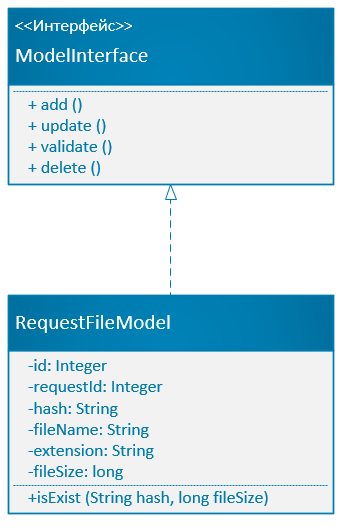 <<Интерфейс>>
ModelInterface
+ add ()
+ update ()
+ validate ()
+ delete ()
RequestFileModel
-id: Integer
-requestId: Integer
-hash: String
-fileName: String
-extension: String
-fileSize: long
+isExist (String hash, long fileSize)